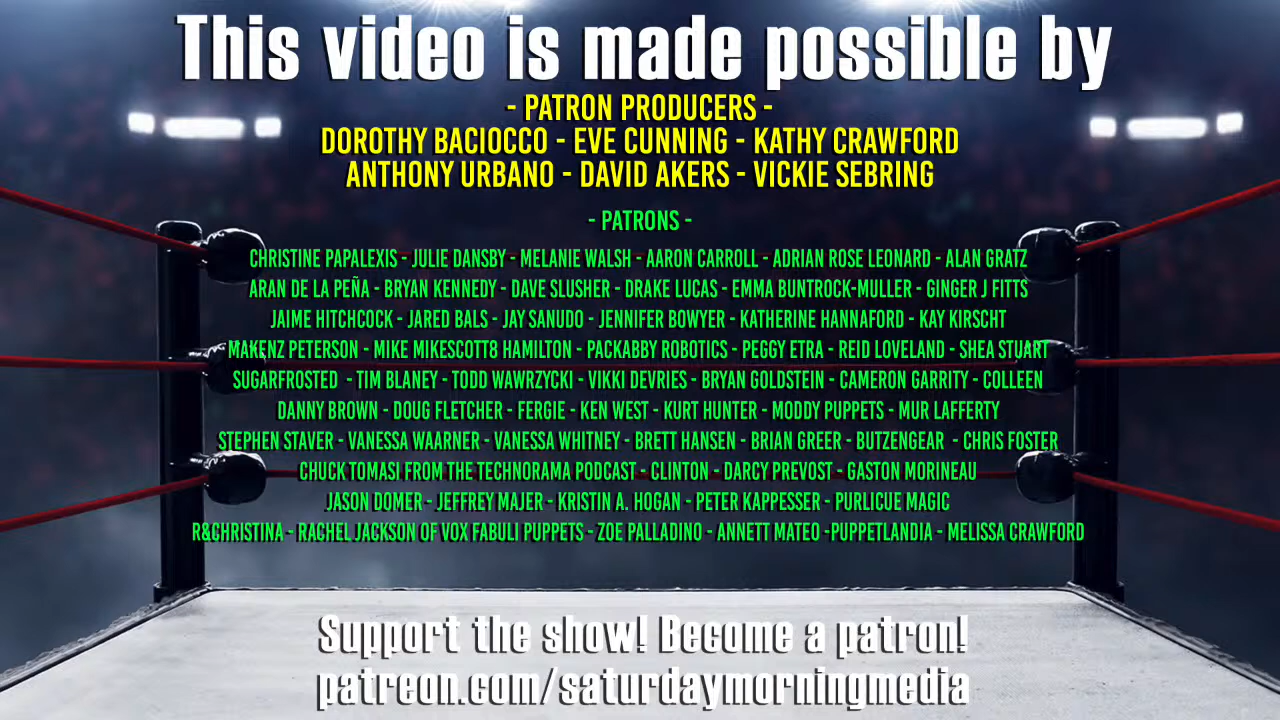 This video is made possible by
- PATRON PRODUCERS -
DOROTHY BACIOCCO - EVE CUNNING - KATHY CRAWFORD
ANTHONY URBANO - DAVID AKERS - VICKIE SEBRING
- PATRONS -
CHRISTINE PAPALEXIS - JULIE DANSBY - MELANIE WALSH - AARON CARROLL - ADRIAN ROSE LEONARD - ALAN GRATZ
ARAN DE LA PEÑA - BRYAN KENNEDY - DAVE SLUSHER - DRAKE LUCAS - EMMA BUNTROCK-MULLER - GINGER J FITTS
JAIME HITCHCOCK - JARED BALS - JAY SANUDO - JENNIFER BOWYER - KATHERINE HANNAFORD - KAY KIRSCHT
MAKENZ PETERSON - MIKE MIKESCOTT8 HAMILTON - PACKABBY ROBOTICS - PEGGY ETRA - REID LOVELAND - SHEA STUART
SUGARFROSTED - TIM BLANEY - TODD WAWRZYCKI - VIKKI DEVRIES - BRYAN GOLDSTEIN - CAMERON GARRITY - COLLEEN
DANNY BROWN - DOUG FLETCHER - FERGIE - KEN WEST - KURT HUNTER - MODDY PUPPETS - MUR LAFFERTY
STEPHEN STAVER - VANESSA WAARNER - VANESSA WHITNEY - BRETT HANSEN - BRIAN GREER - BUTZENGEAR - CHRIS FOSTER
CHUCK TOMASI FROM THE TECHNORAMA PODCAST - CLINTON - DARCY PREVOST - GASTON MORINEAU
JASON DOMER - JEFFREY MAJER - KRISTIN A. HOGAN - PETER KAPPESSER - PURLICUE MAGIC
R&CHRISTINA - RACHEL JACKSON OF VOX FABULI PUPPETS - ZOE PALLADINO - ANNETT MATEO -PUPPETLANDIA - MELISSA CRAWFORD
Support the show! Become a patron!
patreon.com/saturdaymorningmedia